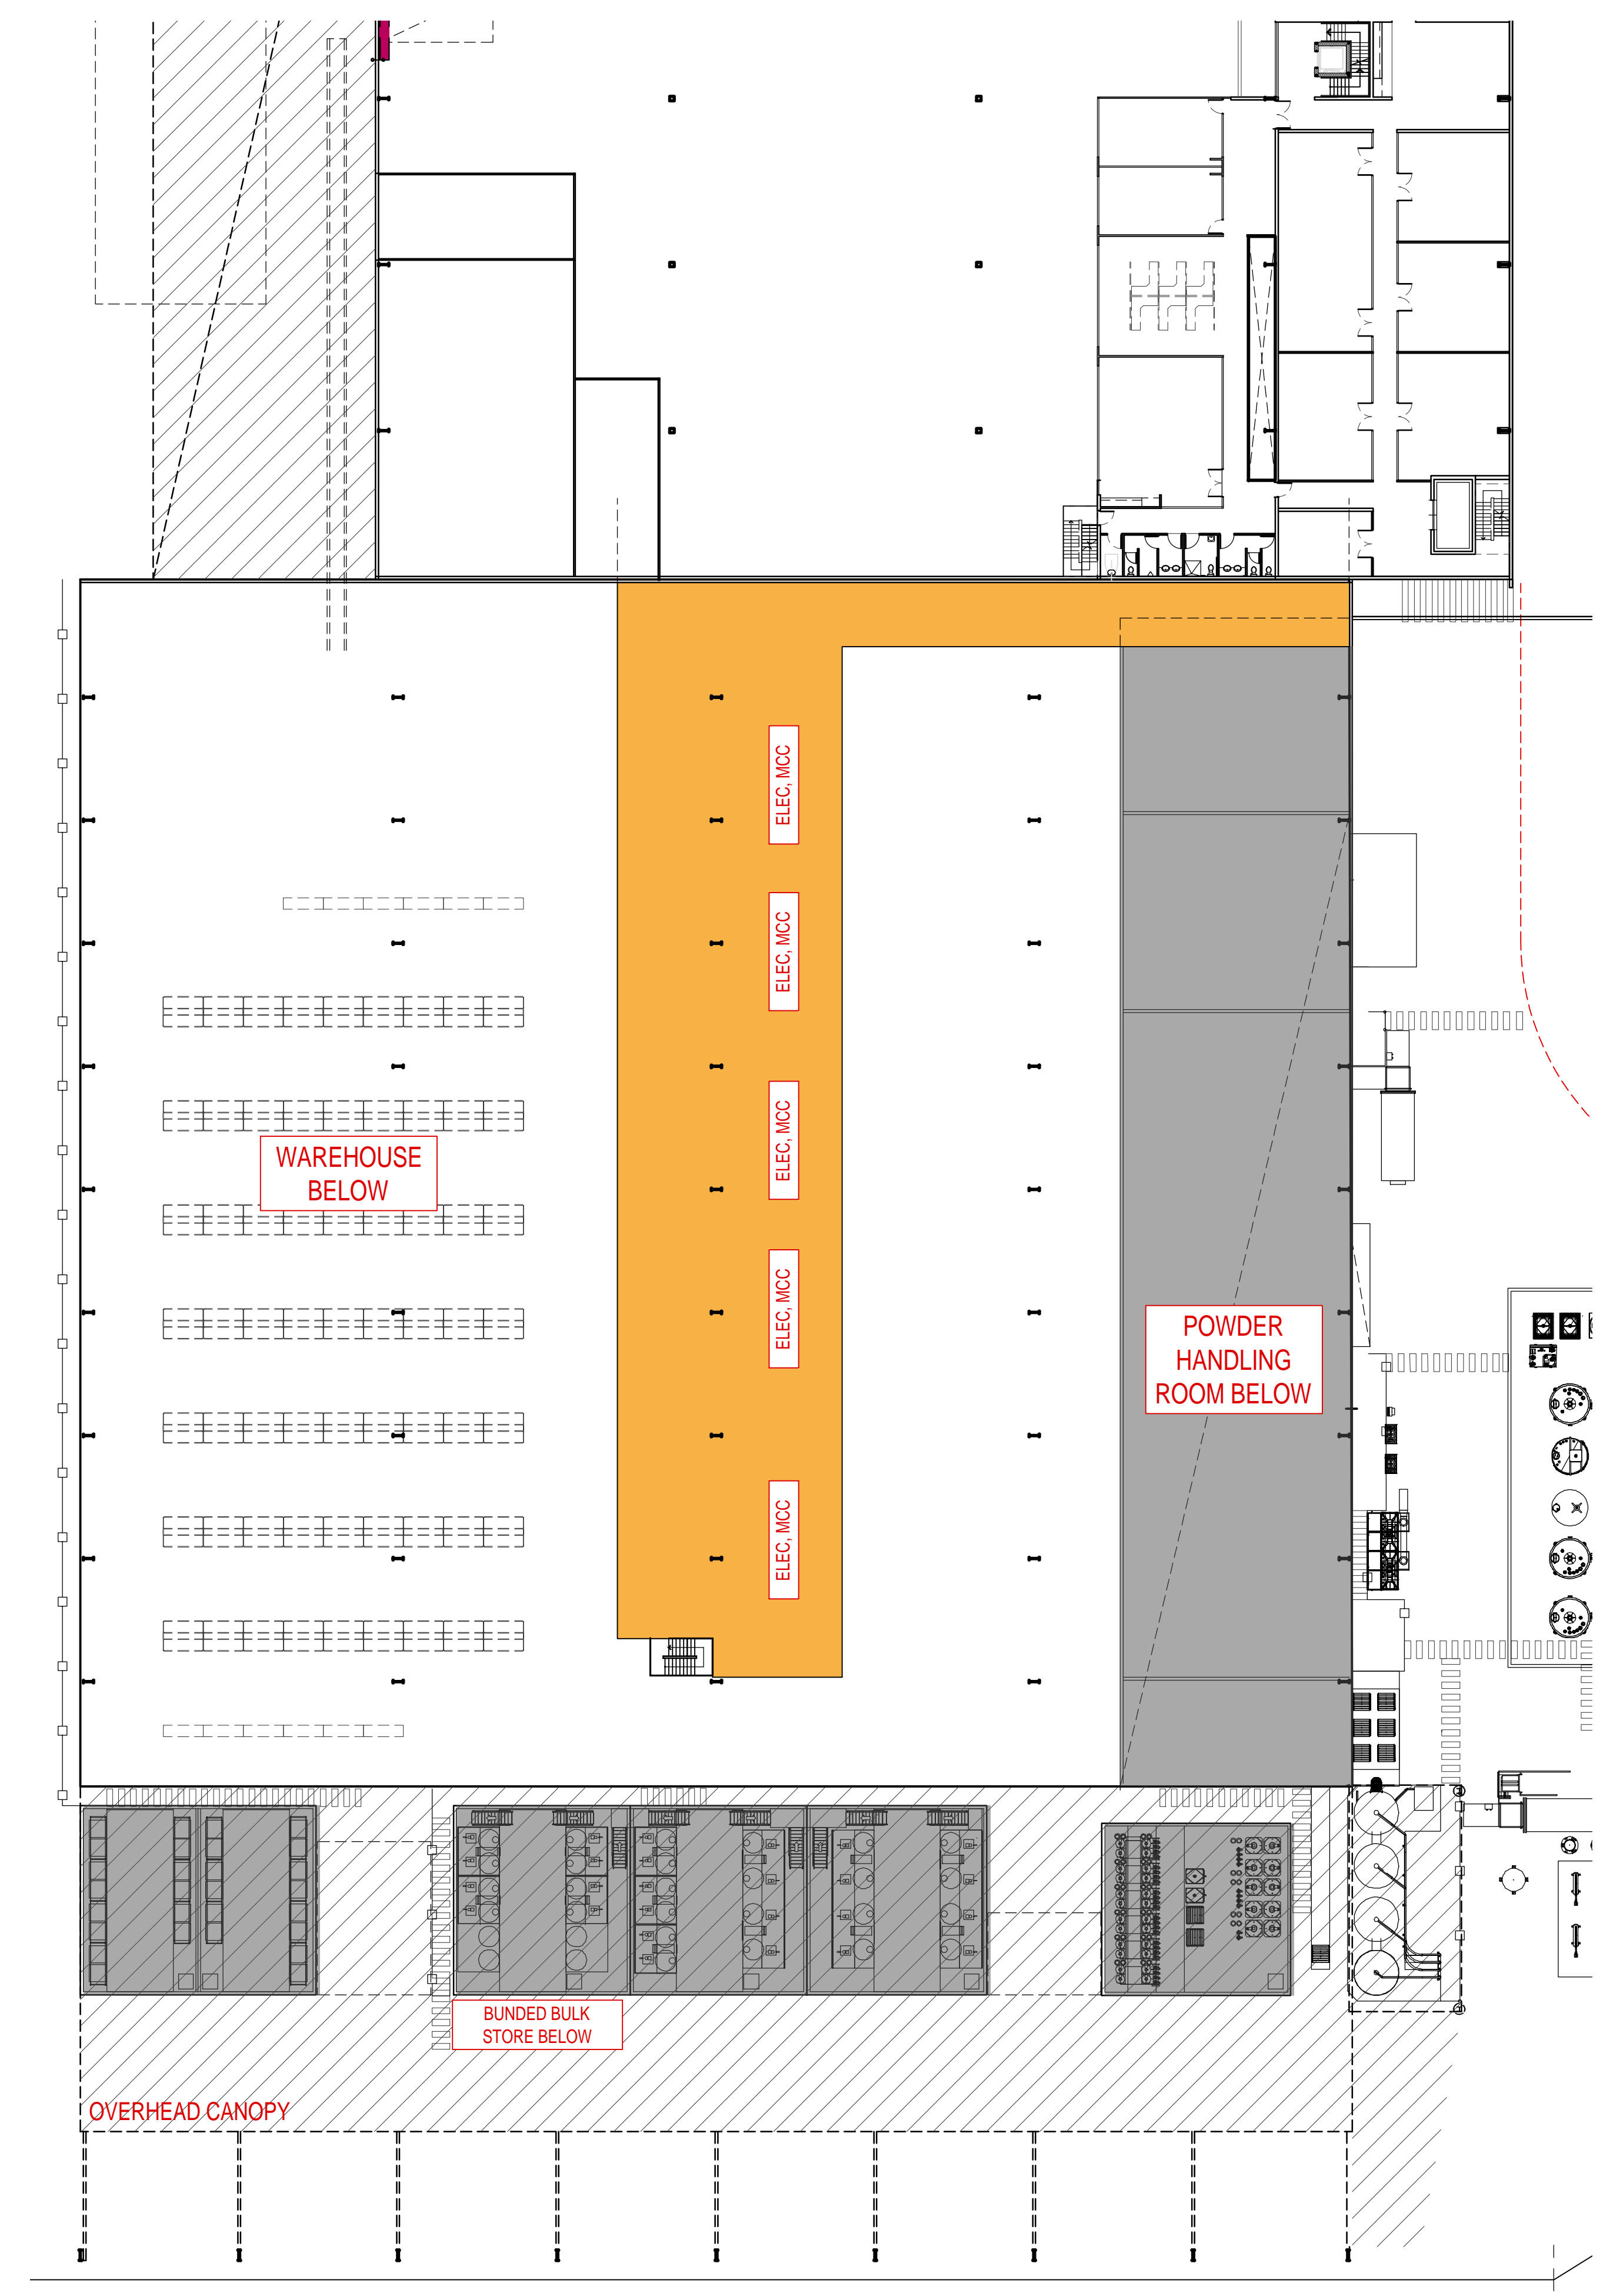 ELEC, MCC
ELEC, MCC
ELEC, MCC
WAREHOUSE
BELOW
ELEC, MCC
POWDER
HANDLING
ROOM BELOW
ELEC, MCC
BUNDED BULK
STORE BELOW
OVERHEAD CANOPY